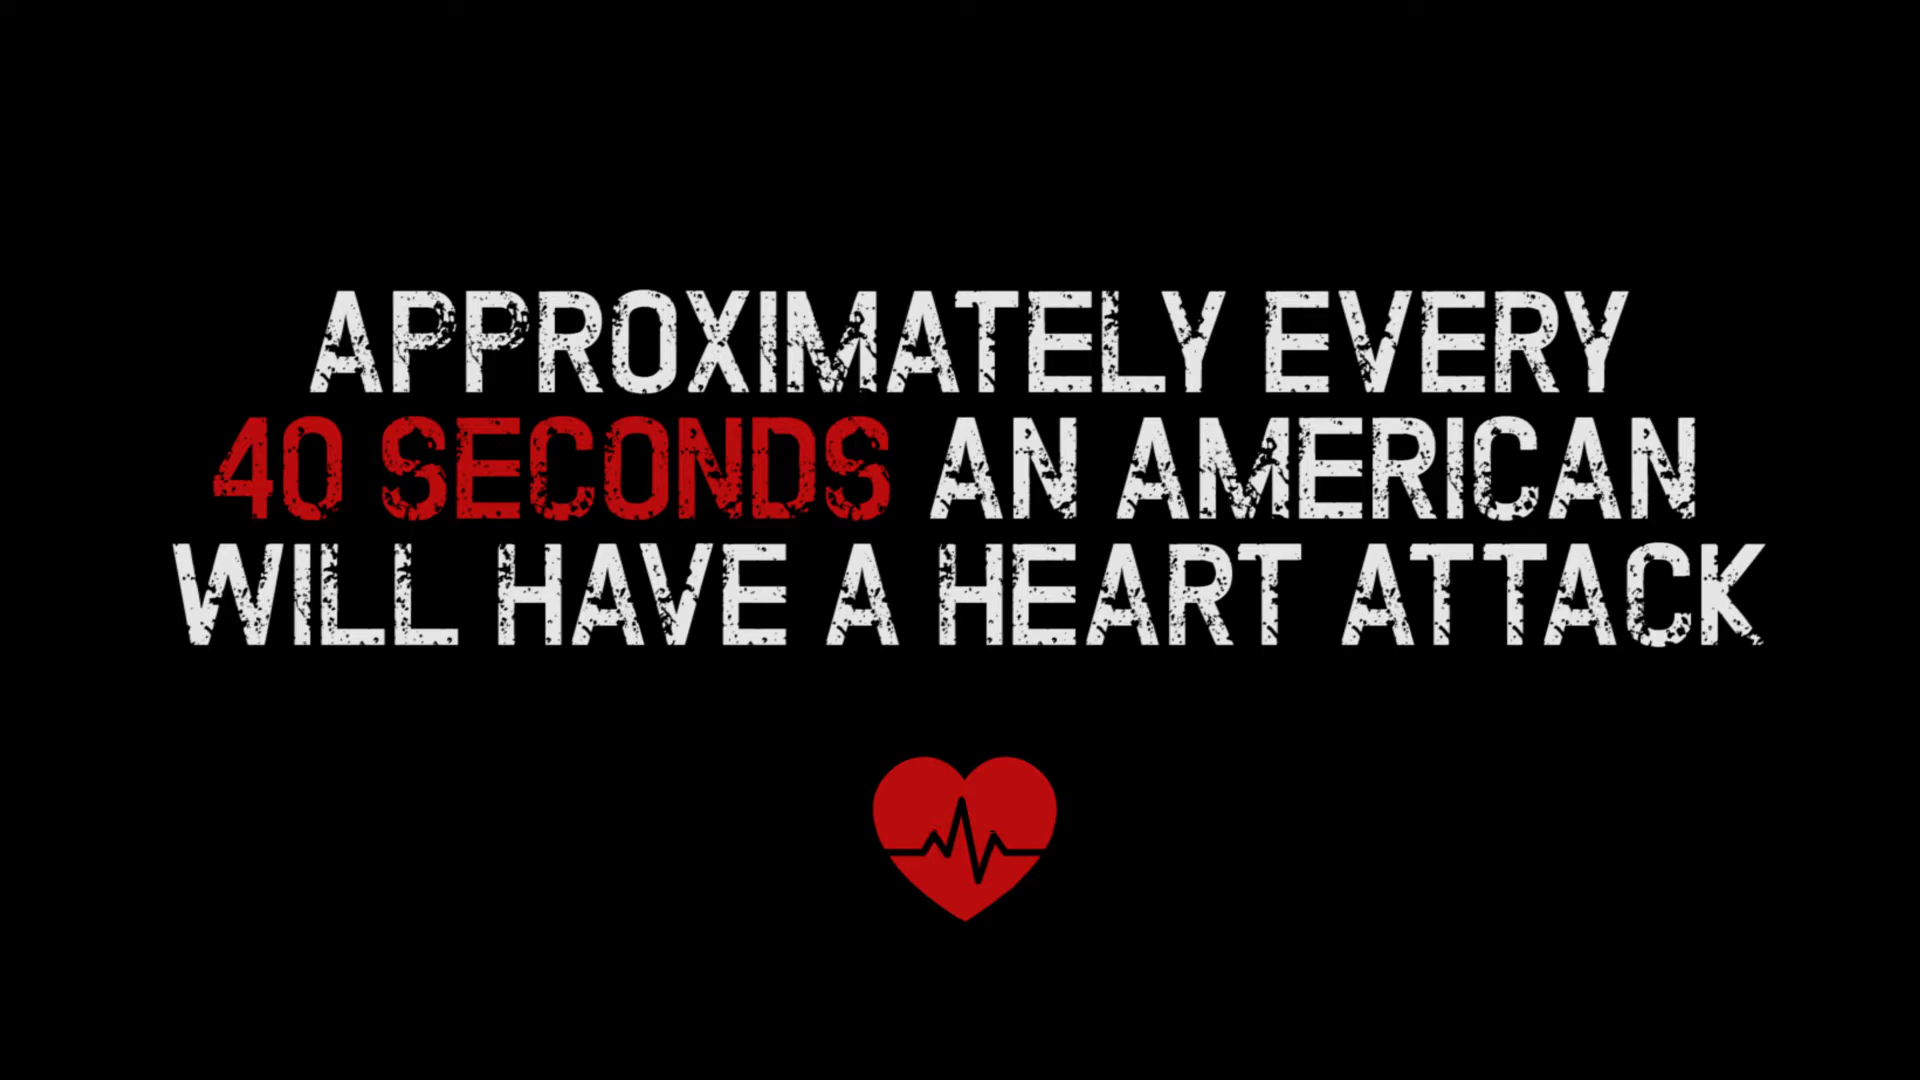 APPROXIMATELY EVERY
40 SECONDS AN AMERICAN
WILL HAVE A HEART ATTACK